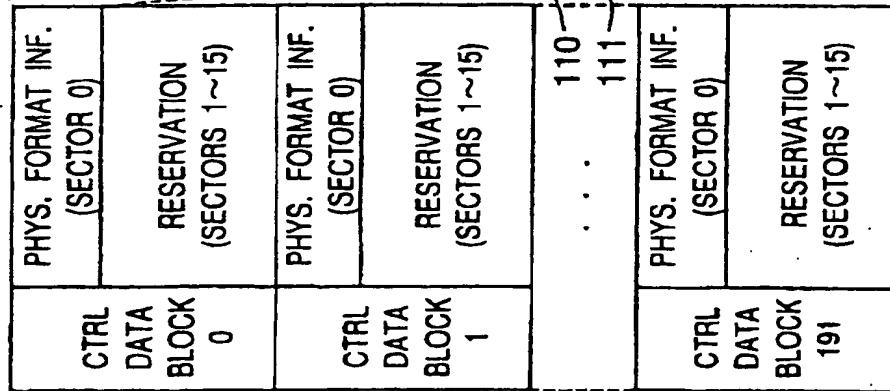 CTRL
DATA
BLOCK
0
PHYS. FORMAT INF.
(SECTOR 0)
RESERVATION
(SECTORS 1~15)
CTRL
DATA
BLOCK
1
PHYS. FORMAT INF.
(SECTOR 0)
RESERVATION
(SECTORS 1~15)
. . .
110
111
CTRL
DATA
BLOCK
191
PHYS. FORMAT INF.
(SECTOR 0)
RESERVATION
(SECTORS 1~15)